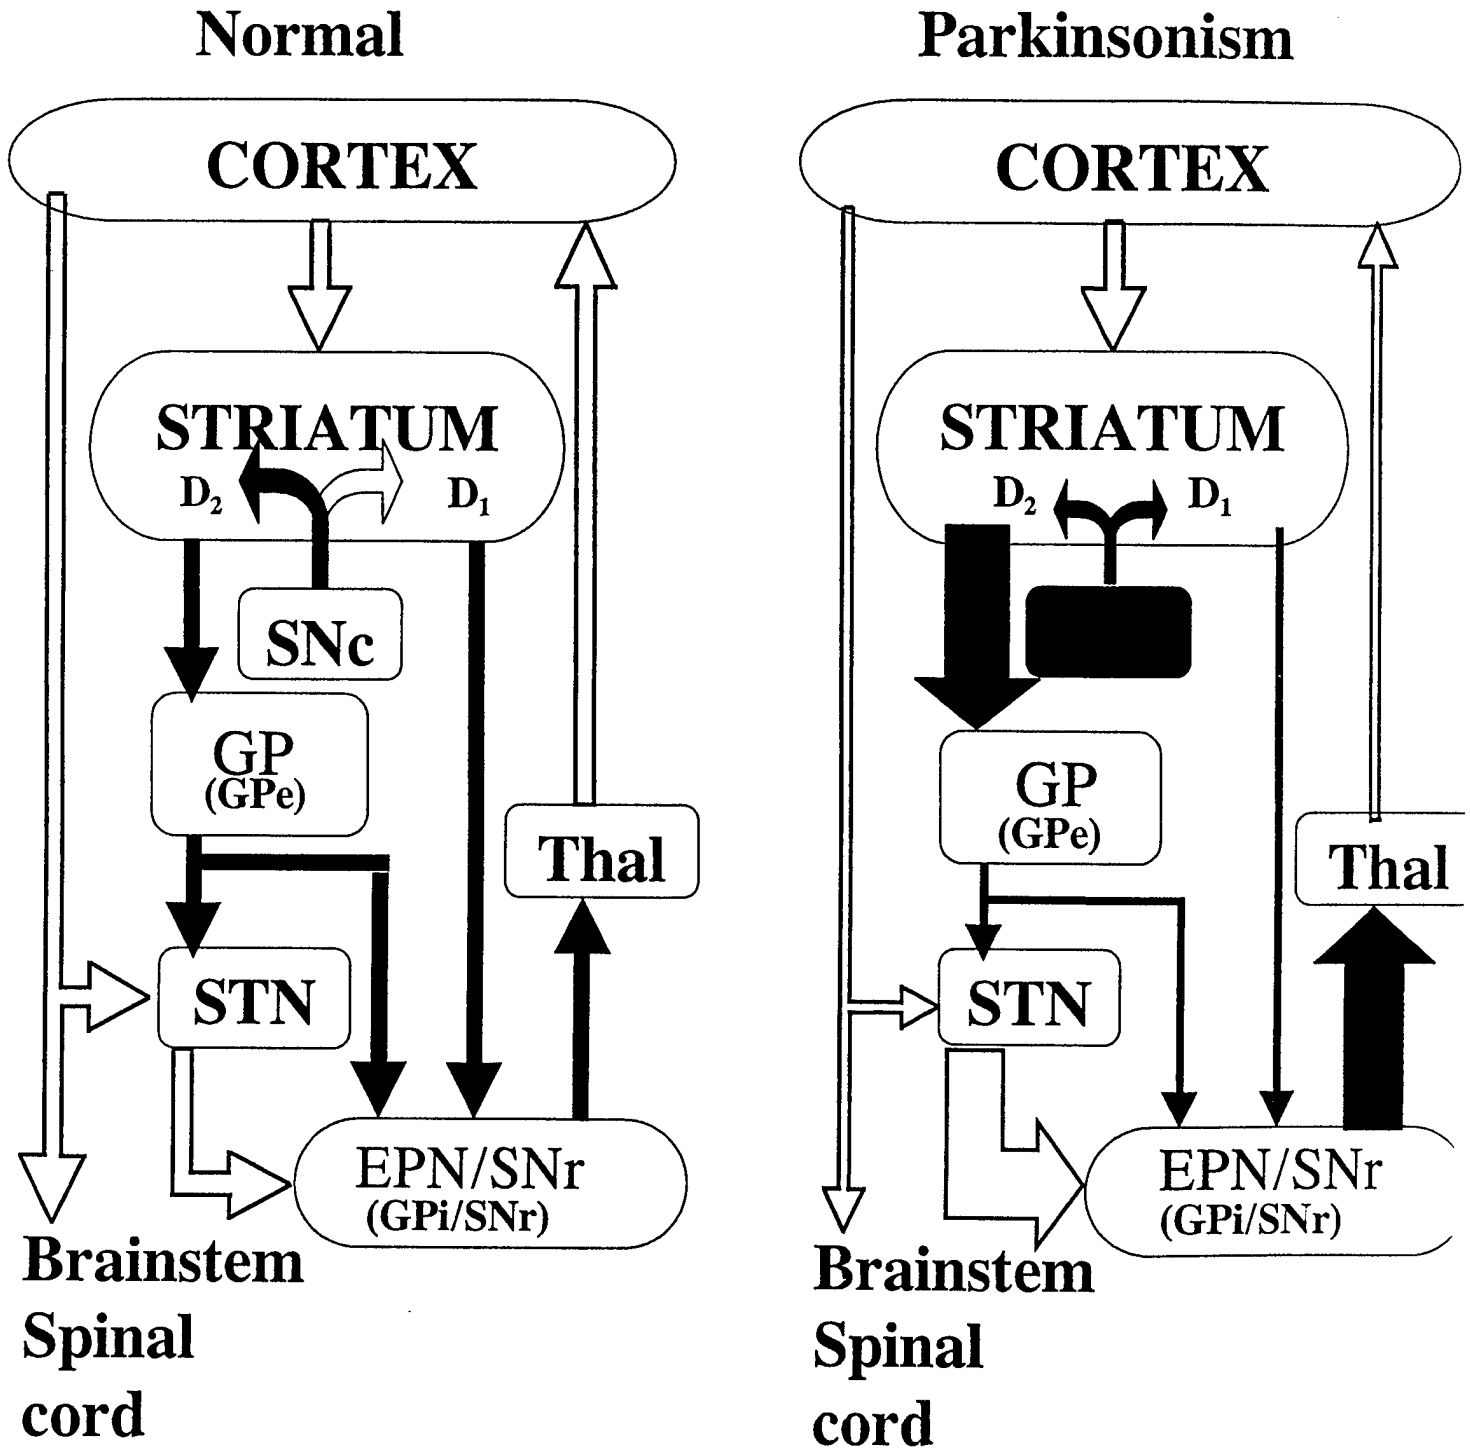 Normal
CORTEX
STRIATUM
D2
D1
SNc
GP
(GPe)
Thal
STN
EPN/SNr
(GPi/SNr)
Brainstem
Spinal
cord
Parkinsonism
CORTEX
STRIATUM
D2
D1
GP
(GPe)
Thal
STN
EPN/SNr
(GPi/SNr)
Brainstem
Spinal
cord